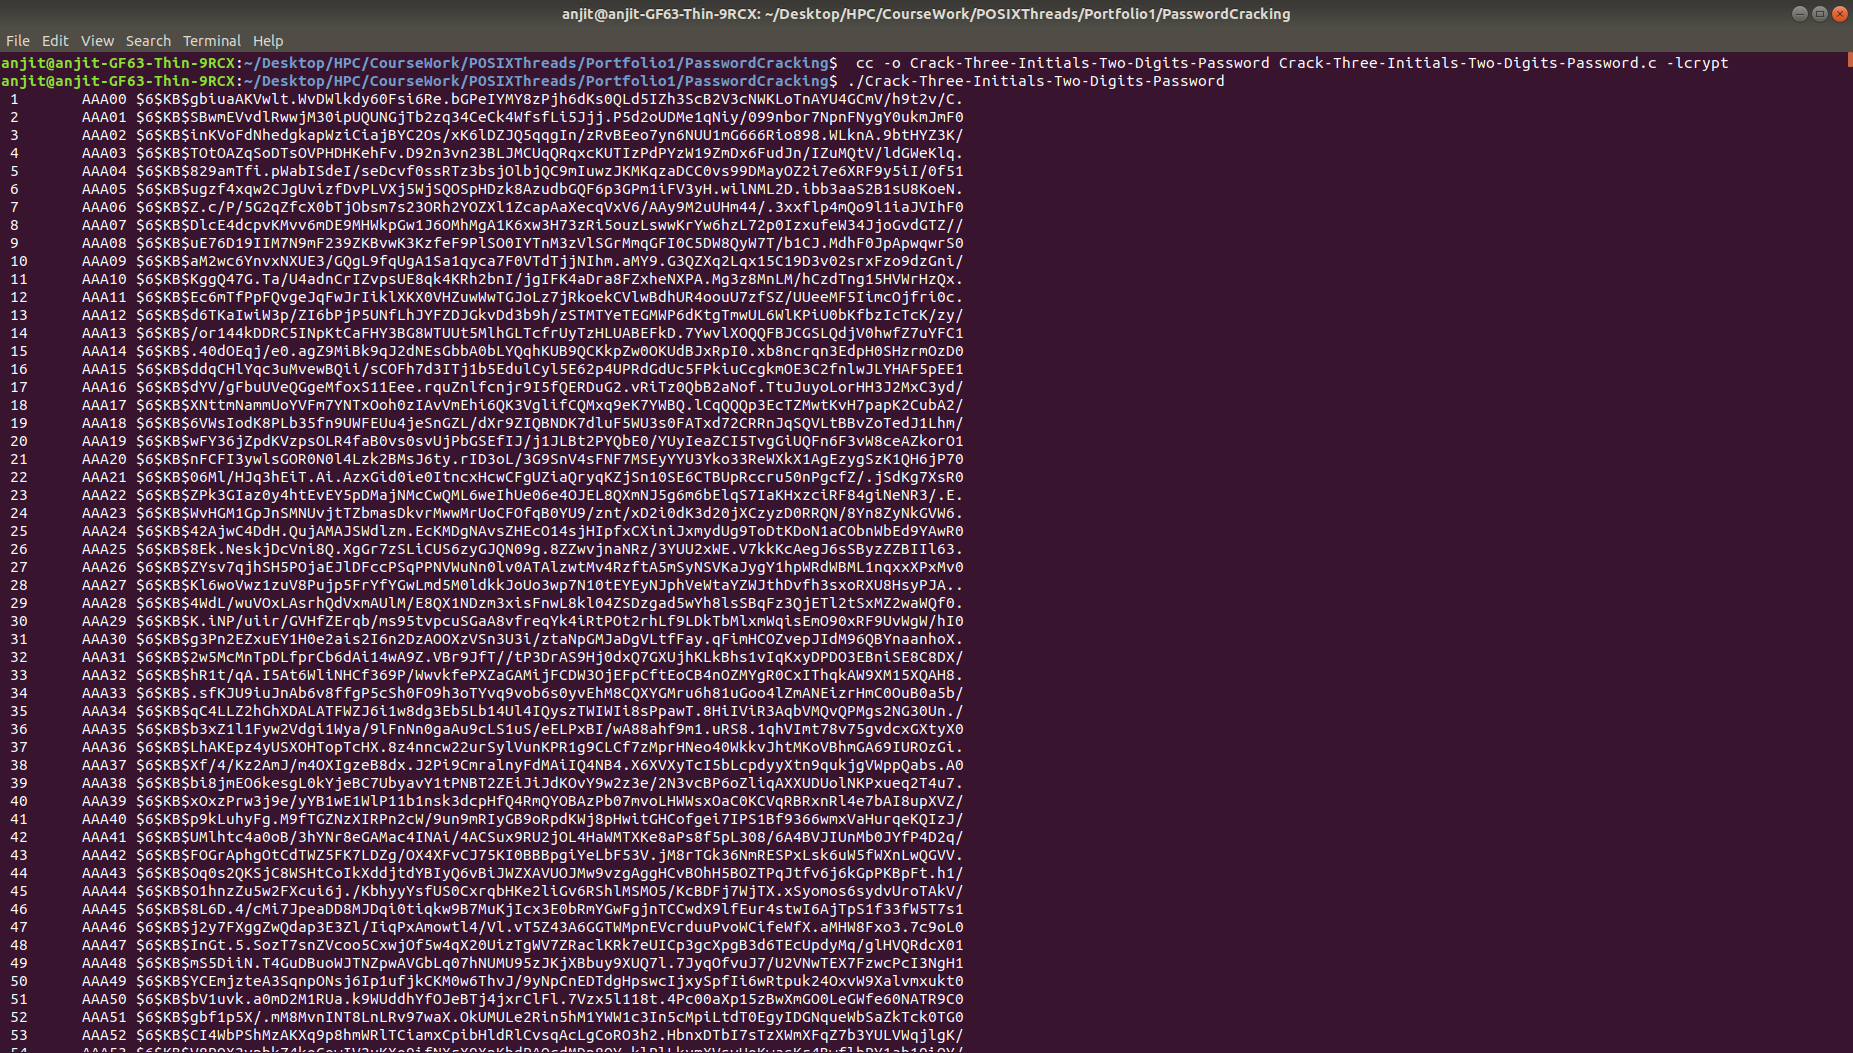 anjit@anjit-GF63-Thin-9RCX: ~/Desktop/HPC/CourseWork/POSIXThreads/Portfolio1/PasswordCracking
File Edit View Search Terminal Help
anjit@anjit-GF63-Thin-9RCX:~/Desktop/HPC/CourseWork/POSIXThreads/Portfolio1/PasswordCracking$  cc -o Crack-Three-Initials-Two-Digits-Password Crack-Three-Initials-Two-Digits-Password.c -lcrypt
anjit@anjit-GF63-Thin-9RCX:~/Desktop/HPC/CourseWork/POSIXThreads/Portfolio1/PasswordCracking$ ./Crack-Three-Initials-Two-Digits-Password
1 AAA00 $6$KB$gbiuaAKVwlt.WvDWlkdy60Fsi6Re.bGPeIYMY8zPjh6dKs0QLd5IZh3ScB2V3cNWKLoTnAYU4GCmV/h9t2v/C.
2 AAA01 $6$KB$SBwmEVvdlRwwjM30ipUQUNGjTb2zq34CeCk4WfsfLi5Jjj.P5d2oUDMe1qNiy/099nbor7NpnFNygY0ukmJmF0
3 AAA02 $6$KB$inKVoFdNhedgkapWziCiajBYC2Os/xK6lDZJQ5qqgIn/zRvBEeo7yn6NUU1mG666Rio898.WLknA.9btHYZ3K/
4 AAA03 $6$KB$TOtOAZqSoDTsOVPHDHKehFv.D92n3vn23BLJMCUqQRqxcKUTIzPdPYzW19ZmDx6FudJn/IZuMQtV/ldGWeKlq.
5 AAA04 $6$KB$829amTfi.pWabISdeI/seDcvf0ssRTz3bsjOlbjQC9mIuwzJKMKqzaDCC0vs99DMayOZ2i7e6XRF9y5iI/0f51
6 AAA05 $6$KB$ugzf4xqw2CJgUvizfDvPLVXj5WjSQOSpHDzk8AzudbGQF6p3GPm1iFV3yH.wilNML2D.ibb3aaS2B1sU8KoeN.
7 AAA06 $6$KB$Z.c/P/5G2qZfcX0bTjObsm7s23ORh2YOZXl1ZcapAaXecqVxV6/AAy9M2uUHm44/.3xxflp4mQo9l1iaJVIhF0
8 AAA07 $6$KB$DlcE4dcpvKMvv6mDE9MHWkpGw1J6OMhMgA1K6xw3H73zRi5ouzLswwKrYw6hzL72p0IzxufeW34JjoGvdGTZ//
9 AAA08 $6$KB$uE76D19IIM7N9mF239ZKBvwK3KzfeF9PlSO0IYTnM3zVlSGrMmqGFI0C5DW8QyW7T/b1CJ.MdhF0JpApwqwrS0
10 AAA09 $6$KB$aM2wc6YnvxNXUE3/GQgL9fqUgA1Sa1qyca7F0VTdTjjNIhm.aMY9.G3QZXq2Lqx15C19D3v02srxFzo9dzGni/
11 AAA10 $6$KB$KggQ47G.Ta/U4adnCrIZvpsUE8qk4KRh2bnI/jgIFK4aDra8FZxheNXPA.Mg3z8MnLM/hCzdTng15HVWrHzQx.
12 AAA11 $6$KB$Ec6mTfPpFQvgeJqFwJrIiklXKX0VHZuwWwTGJoLz7jRkoekCVlwBdhUR4oouU7zfSZ/UUeeMF5IimcOjfri0c.
13 AAA12 $6$KB$d6TKaIwiW3p/ZI6bPjP5UNfLhJYFZDJGkvDd3b9h/zSTMTYeTEGMWP6dKtgTmwUL6WlKPiU0bKfbzIcTcK/zy/
14 AAA13 $6$KB$/or144kDDRC5INpKtCaFHY3BG8WTUUt5MlhGLTcfrUyTzHLUABEFkD.7YwvlXOQQFBJCGSLQdjV0hwfZ7uYFC1
15 AAA14 $6$KB$.40dOEqj/e0.agZ9MiBk9qJ2dNEsGbbA0bLYQqhKUB9QCKkpZw0OKUdBJxRpI0.xb8ncrqn3EdpH0SHzrmOzD0
16 AAA15 $6$KB$ddqCHlYqc3uMvewBQii/sCOFh7d3ITj1b5EdulCyl5E62p4UPRdGdUc5FPkiuCcgkmOE3C2fnlwJLYHAF5pEE1
17 AAA16 $6$KB$dYV/gFbuUVeQGgeMfoxS11Eee.rquZnlfcnjr9I5fQERDuG2.vRiTz0QbB2aNof.TtuJuyoLorHH3J2MxC3yd/
18 AAA17 $6$KB$XNttmNammUoYVFm7YNTxOoh0zIAvVmEhi6QK3VglifCQMxq9eK7YWBQ.lCqQQQp3EcTZMwtKvH7papK2CubA2/
19 AAA18 $6$KB$6VWsIodK8PLb35fn9UWFEUu4jeSnGZL/dXr9ZIQBNDK7dluF5WU3s0FATxd72CRRnJqSQVLtBBvZoTedJ1Lhm/
20 AAA19 $6$KB$wFY36jZpdKVzpsOLR4faB0vs0svUjPbGSEfIJ/j1JLBt2PYQbE0/YUyIeaZCI5TvgGiUQFn6F3vW8ceAZkorO1
21 AAA20 $6$KB$nFCFI3ywlsGOR0N0l4Lzk2BMsJ6ty.rID3oL/3G9SnV4sFNF7MSEyYYU3Yko33ReWXkX1AgEzygSzK1QH6jP70
22 AAA21 $6$KB$06Ml/HJq3hEiT.Ai.AzxGid0ie0ItncxHcwCFgUZiaQryqKZjSn10SE6CTBUpRccru50nPgcfZ/.jSdKg7XsR0
23 AAA22 $6$KB$ZPk3GIaz0y4htEvEY5pDMajNMcCwQML6weIhUe06e4OJEL8QXmNJ5g6m6bElqS7IaKHxzciRF84giNeNR3/.E.
24 AAA23 $6$KB$WvHGM1GpJnSMNUvjtTZbmasDkvrMwwMrUoCFOfqB0YU9/znt/xD2i0dK3d20jXCzyzD0RRQN/8Yn8ZyNkGVW6.
25 AAA24 $6$KB$42AjwC4DdH.QujAMAJSWdlzm.EcKMDgNAvsZHEcO14sjHIpfxCXiniJxmydUg9ToDtKDoN1aCObnWbEd9YAwR0
26 AAA25 $6$KB$8Ek.NeskjDcVni8Q.XgGr7zSLiCUS6zyGJQN09g.8ZZwvjnaNRz/3YUU2xWE.V7kkKcAegJ6sSByzZZBIIl63.
27 AAA26 $6$KB$ZYsv7qjhSH5POjaEJlDFccPSqPPNVWuNn0lv0ATAlzwtMv4RzftA5mSyNSVKaJygY1hpWRdWBML1nqxxXPxMv0
28 AAA27 $6$KB$Kl6woVwz1zuV8Pujp5FrYfYGwLmd5M0ldkkJoUo3wp7N10tEYEyNJphVeWtaYZWJthDvfh3sxoRXU8HsyPJA..
29 AAA28 $6$KB$4WdL/wuVOxLAsrhQdVxmAUlM/E8QX1NDzm3xisFnwL8kl04ZSDzgad5wYh8lsSBqFz3QjETl2tSxMZ2waWQf0.
30 AAA29 $6$KB$K.iNP/uiir/GVHfZErqb/ms95tvpcuSGaA8vfreqYk4iRtPOt2rhLf9LDkTbMlxmWqisEmO90xRF9UvWgW/hI0
31 AAA30 $6$KB$g3Pn2EZxuEY1H0e2ais2I6n2DzAOOXzVSn3U3i/ztaNpGMJaDgVLtfFay.qFimHCOZvepJIdM96QBYnaanhoX.
32 AAA31 $6$KB$2w5McMnTpDLfprCb6dAi14wA9Z.VBr9JfT//tP3DrAS9Hj0dxQ7GXUjhKLkBhs1vIqKxyDPDO3EBniSE8C8DX/
33 AAA32 $6$KB$hR1t/qA.I5At6WliNHCf369P/WwvkfePXZaGAMijFCDW3OjEFpCftEoCB4nOZMYgR0CxIThqkAW9XM15XQAH8.
34 AAA33 $6$KB$.sfKJU9iuJnAb6v8ffgP5cSh0FO9h3oTYvq9vob6s0yvEhM8CQXYGMru6h81uGoo4lZmANEizrHmC0OuB0a5b/
35 AAA34 $6$KB$qC4LLZ2hGhXDALATFWZJ6i1w8dg3Eb5Lb14Ul4IQyszTWIWIi8sPpawT.8HiIViR3AqbVMQvQPMgs2NG30Un./
36 AAA35 $6$KB$b3xZ1l1Fyw2Vdgi1Wya/9lFnNn0gaAu9cLS1uS/eELPxBI/wA88ahf9m1.uRS8.1qhVImt78v75gvdcxGXtyX0
37 AAA36 $6$KB$LhAKEpz4yUSXOHTopTcHX.8z4nncw22urSylVunKPR1g9CLCf7zMprHNeo40WkkvJhtMKoVBhmGA69IUROzGi.
38 AAA37 $6$KB$Xf/4/Kz2AmJ/m4OXIgzeB8dx.J2Pi9CmralnyFdMAiIQ4NB4.X6XVXyTcI5bLcpdyyXtn9qukjgVWppQabs.A0
39 AAA38 $6$KB$bi8jmEO6kesgL0kYjeBC7UbyavY1tPNBT2ZEiJiJdKOvY9w2z3e/2N3vcBP6oZliqAXXUDUolNKPxueq2T4u7.
40 AAA39 $6$KB$xOxzPrw3j9e/yYB1wE1WlP11b1nsk3dcpHfQ4RmQYOBAzPb07mvoLHWWsxOaC0KCVqRBRxnRl4e7bAI8upXVZ/
41 AAA40 $6$KB$p9kLuhyFg.M9fTGZNzXIRPn2cW/9un9mRIyGB9oRpdKWj8pHwitGHCofgei7IPS1Bf9366wmxVaHurqeKQIzJ/
42 AAA41 $6$KB$UMlhtc4a0oB/3hYNr8eGAMac4INAi/4ACSux9RU2jOL4HaWMTXKe8aPs8f5pL308/6A4BVJIUnMb0JYfP4D2q/
43 AAA42 $6$KB$FOGrAphgOtCdTWZ5FK7LDZg/OX4XFvCJ75KI0BBBpgiYeLbF53V.jM8rTGk36NmRESPxLsk6uW5fWXnLwQGVV.
44 AAA43 $6$KB$Oq0s2QKSjC8WSHtCoIkXddjtdYBIyQ6vBiJWZXAVUOJMw9vzgAggHCvBOhH5BOZTPqJtfv6j6kGpPKBpFt.h1/
45 AAA44 $6$KB$O1hnzZu5w2FXcui6j./KbhyyYsfUS0CxrqbHKe2liGv6RShlMSMO5/KcBDFj7WjTX.xSyomos6sydvUroTAkV/
46 AAA45 $6$KB$8L6D.4/cMi7JpeaDD8MJDqi0tiqkw9B7MuKjIcx3E0bRmYGwFgjnTCCwdX9lfEur4stwI6AjTpS1f33fW5T7s1
47 AAA46 $6$KB$j2y7FXggZwQdap3E3Zl/IiqPxAmowtl4/Vl.vT5Z43A6GGTWMpnEVcrduuPvoWCifeWfX.aMHW8Fxo3.7c9oL0
48 AAA47 $6$KB$InGt.5.SozT7snZVcoo5CxwjOf5w4qX20UizTgWV7ZRaclKRk7eUICp3gcXpgB3d6TEcUpdyMq/glHVQRdcX01
49 AAA48 $6$KB$mS5DiiN.T4GuDBuoWJTNZpwAVGbLq07hNUMU95zJKjXBbuy9XUQ7l.7JyqOfvuJ7/U2VNwTEX7FzwcPcI3NgH1
50 AAA49 $6$KB$YCEmjzteA3SqnpONsj6Ip1ufjkCKM0w6ThvJ/9yNpCnEDTdgHpswcIjxySpfIi6wRtpuk24OxvW9Xalvmxukt0
51 AAA50 $6$KB$bV1uvk.a0mD2M1RUa.k9WUddhYfOJeBTj4jxrClFl.7Vzx5l118t.4Pc00aXp15zBwXmGO0LeGWfe60NATR9C0
52 AAA51 $6$KB$gbf1p5X/.mM8MvnINT8LnLRv97waX.OkUMULe2Rin5hM1YWW1c3In5cMpiLtdT0EgyIDGNqueWbSaZkTck0TG0
53 AAA52 $6$KB$CI4WbPShMzAKXq9p8hmWRlTCiamxCpibHldRlCvsqAcLgCoRO3h2.HbnxDTbI7sTzXWmXFqZ7b3YULVWqjlgK/